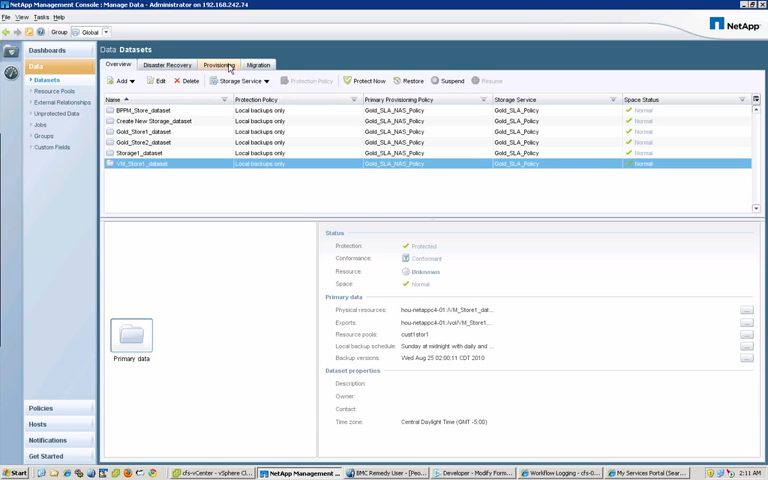 NetApp Management Console : Manage Data - Administrator on 192.168.242.74
File View Tasks Help
Group Global
NetApp
Dashboards
Data
Datasets
Resource Pools
External Relationships
Unprotected Data
Jobs
Groups
Custom Fields
Policies
Hosts
Notifications
Get Started
Data Datasets
Overview Disaster Recovery Provisioning Migration
Add Edit Delete Storage Service Protection Policy Protect Now Restore Suspend Resume
Name Protection Policy Primary Provisioning Policy Storage Service Space Status
BPPM_Store_dataset Local backups only Gold_SLA_NAS_Policy Gold_SLA_Policy Normal
Create New Storage_dataset Local backups only Gold_SLA_NAS_Policy Gold_SLA_Policy Normal
Gold_Store1_dataset Local backups only Gold_SLA_NAS_Policy Gold_SLA_Policy Normal
Gold_Store2_dataset Local backups only Gold_SLA_NAS_Policy Gold_SLA_Policy Normal
Storage1_dataset Local backups only Gold_SLA_NAS_Policy Gold_SLA_Policy Normal
VM_Store1_dataset Local backups only Gold_SLA_NAS_Policy Gold_SLA_Policy Normal
Primary data
Status
Protection: Protected
Conformance: Conformant
Resource: Unknown
Space: Normal
Primary data
Physical resources: hou-netappc4-01:/VM_Store1_dat... ...
Exports: hou-netappc4-01:/vol/VM_Store1... ...
Resource pools: cust1stor1 ...
Local backup schedule: Sunday at midnight with daily and ... ...
Backup versions: Wed Aug 25 02:00:11 CDT 2010 ...
Dataset properties
Description:
Owner:
Contact:
Time zone: Central Daylight Time (GMT -5:00)
Start cfs-vCenter - vSphere Cl... NetApp Management ... BMC Remedy User - [Peo... Developer - Modify Form... Workflow Logging - cfs-0... My Services Portal (Sear... 2:11 AM